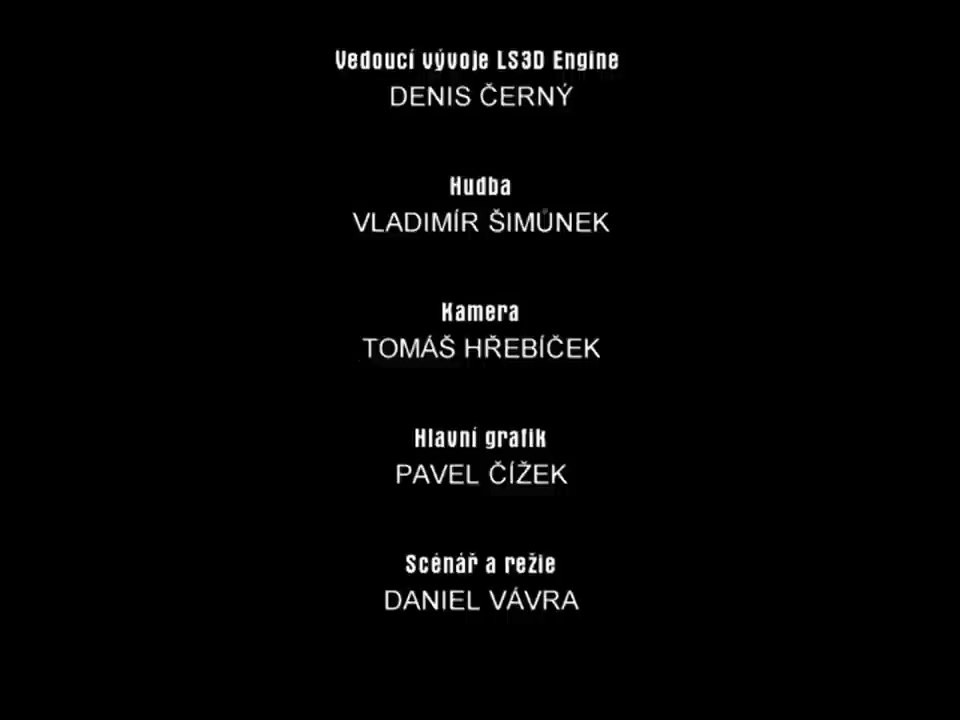 Vedoucí vývoje LS3D Engine
DENIS ČERNÝ
Hudba
VLADIMÍR ŠIMŮNEK
Kamera
TOMÁŠ HŘEBÍČEK
Hlavní grafik
PAVEL ČÍŽEK
Scénář a režie
DANIEL VÁVRA